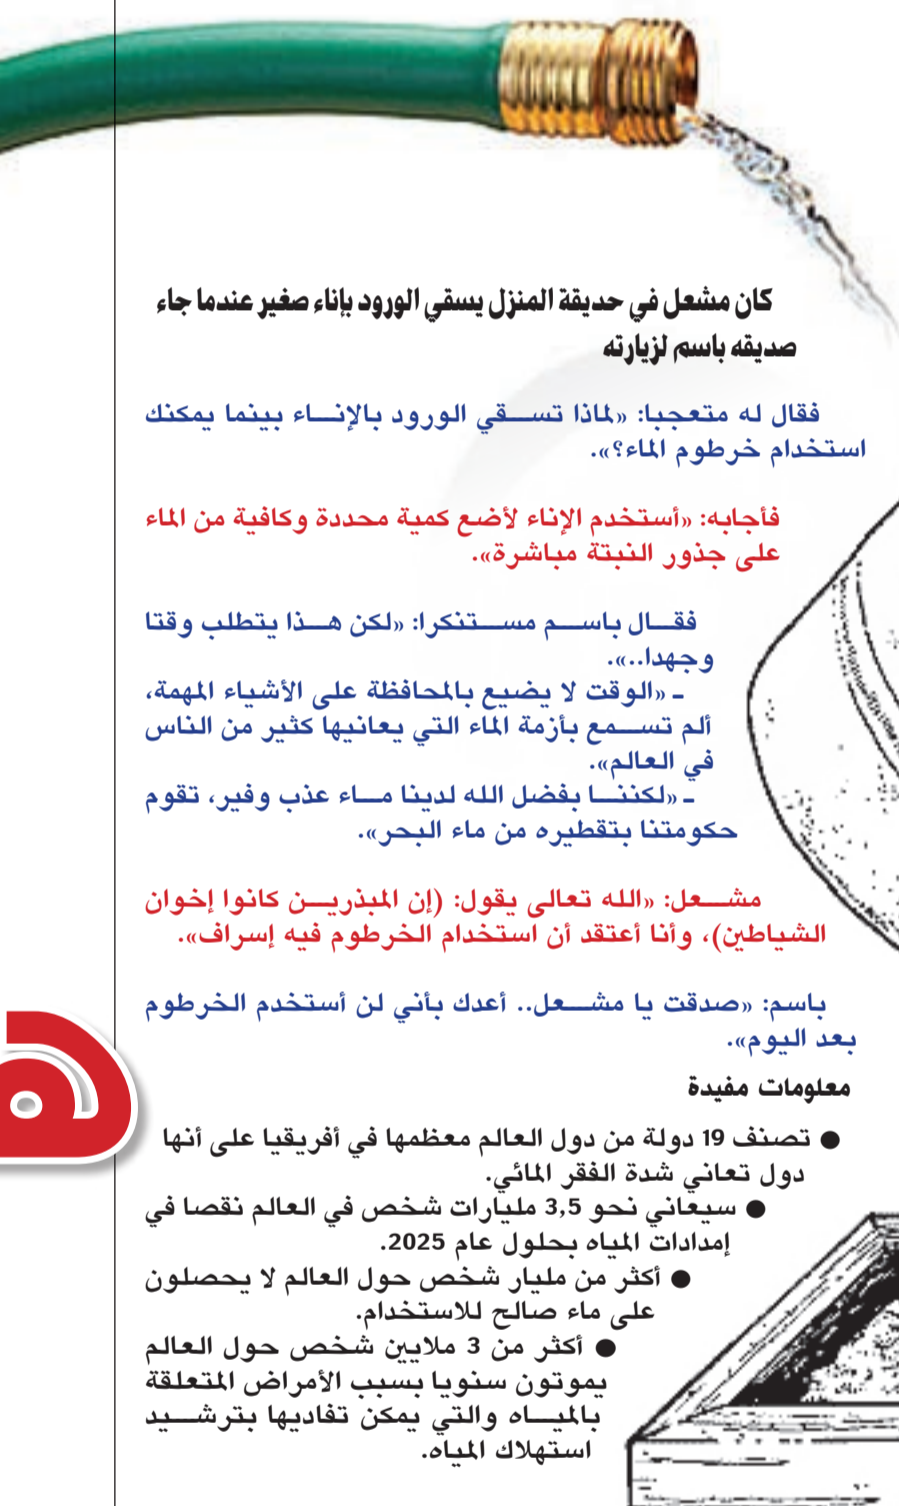 كان مشعل في حديقة المنزل يسقي الورود بإناء صغير عندما جاء
صديقه باسم لزيارته
فقال له متعجبا: «لماذا تسقي الورود بالإناء بينما يمكنك
استخدام خرطوم الماء؟».
فأجابه: «أستخدم الإناء لأضع كمية محددة وكافية من الماء
على جذور النبتة مباشرة».
فقال باسم مستنكرا: «لكن هذا يتطلب وقتا
وجهدا..».
ـ «الوقت لا يضيع بالمحافظة على الأشياء المهمة،
ألم تسمع بأزمة الماء التي يعانيها كثير من الناس
في العالم».
ـ «لكننا بفضل الله لدينا ماء عذب وفير، تقوم
حكومتنا بتقطيره من ماء البحر».
مشعل: «الله تعالى يقول: (إن المبذرين كانوا إخوان
الشياطين)، وأنا أعتقد أن استخدام الخرطوم فيه إسراف».
باسم: «صدقت يا مشعل.. أعدك بأني لن أستخدم الخرطوم
بعد اليوم».
معلومات مفيدة
● تصنف 19 دولة من دول العالم معظمها في أفريقيا على أنها
دول تعاني شدة الفقر المائي.
● سيعاني نحو 3,5 مليارات شخص في العالم نقصا في
إمدادات المياه بحلول عام 2025.
● أكثر من مليار شخص حول العالم لا يحصلون
على ماء صالح للاستخدام.
● أكثر من 3 ملايين شخص حول العالم
يموتون سنويا بسبب الأمراض المتعلقة
بالمياه والتي يمكن تفاديها بترشيد
استهلاك المياه.